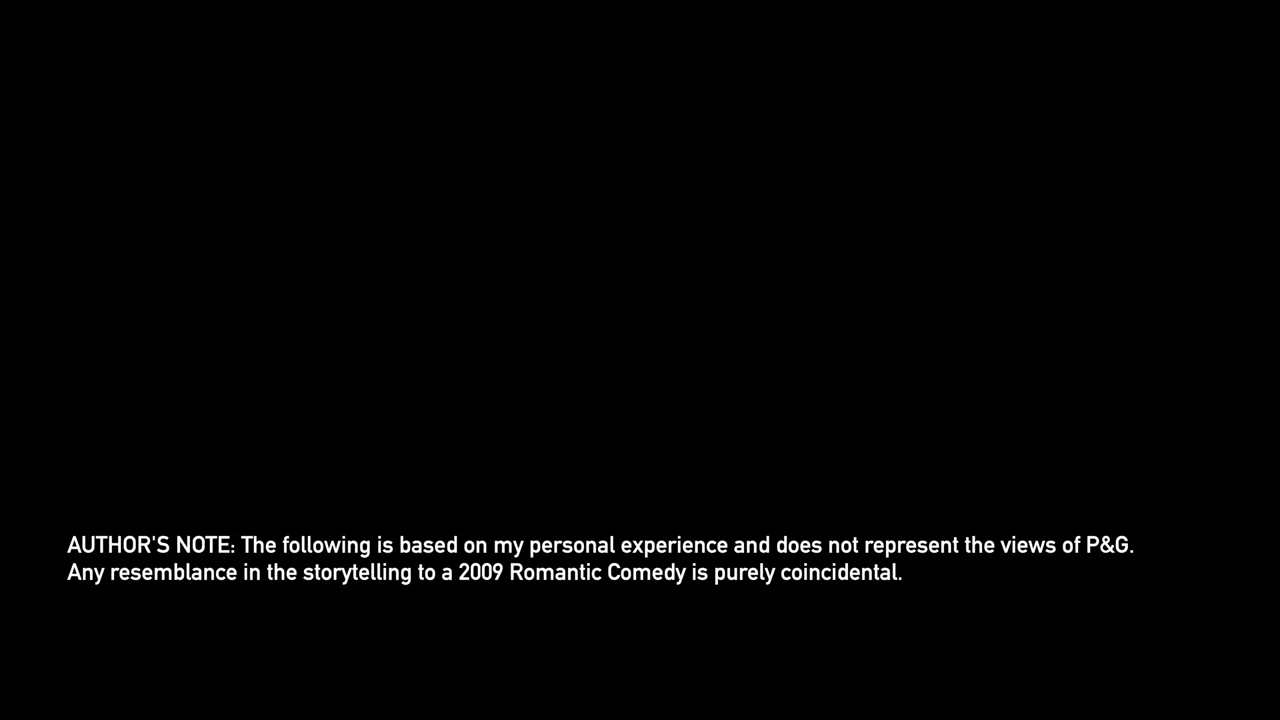 AUTHOR'S NOTE: The following is based on my personal experience and does not represent the views of P&G.
Any resemblance in the storytelling to a 2009 Romantic Comedy is purely coincidental.